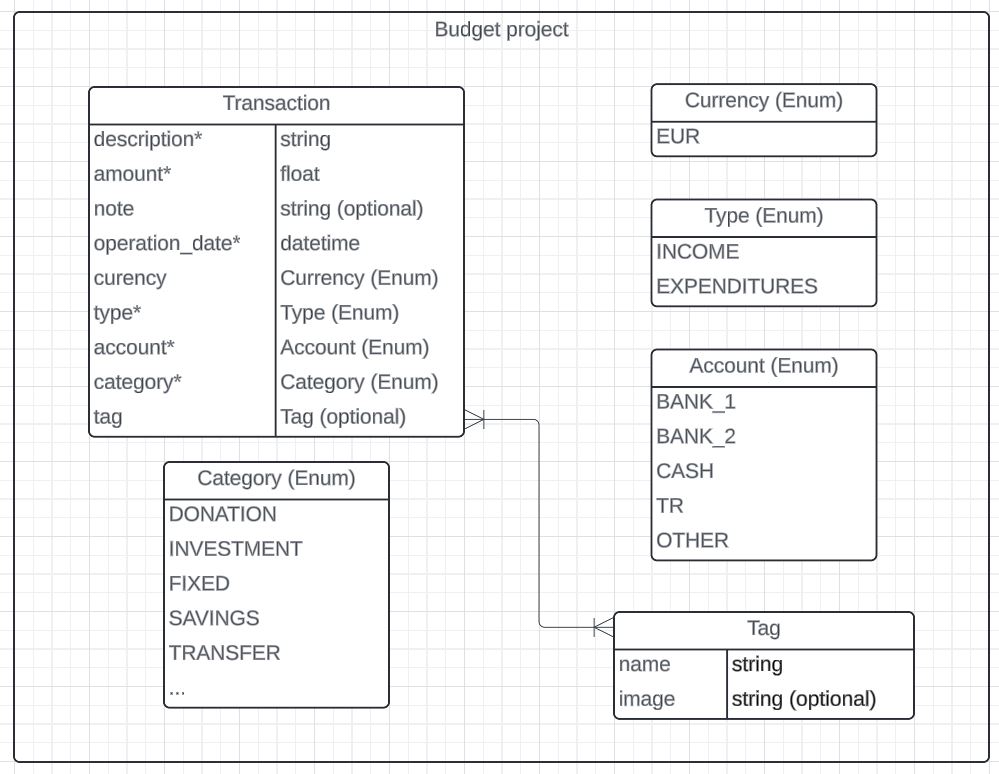 Budget project
Transaction
description* string
amount* float
note string (optional)
operation_date* datetime
curency Currency (Enum)
type* Type (Enum)
account* Account (Enum)
category* Category (Enum)
tag Tag (optional)
Currency (Enum)
EUR
Type (Enum)
INCOME
EXPENDITURES
Account (Enum)
BANK_1
BANK_2
CASH
TR
OTHER
Category (Enum)
DONATION
INVESTMENT
FIXED
SAVINGS
TRANSFER
...
Tag
name string
image string (optional)